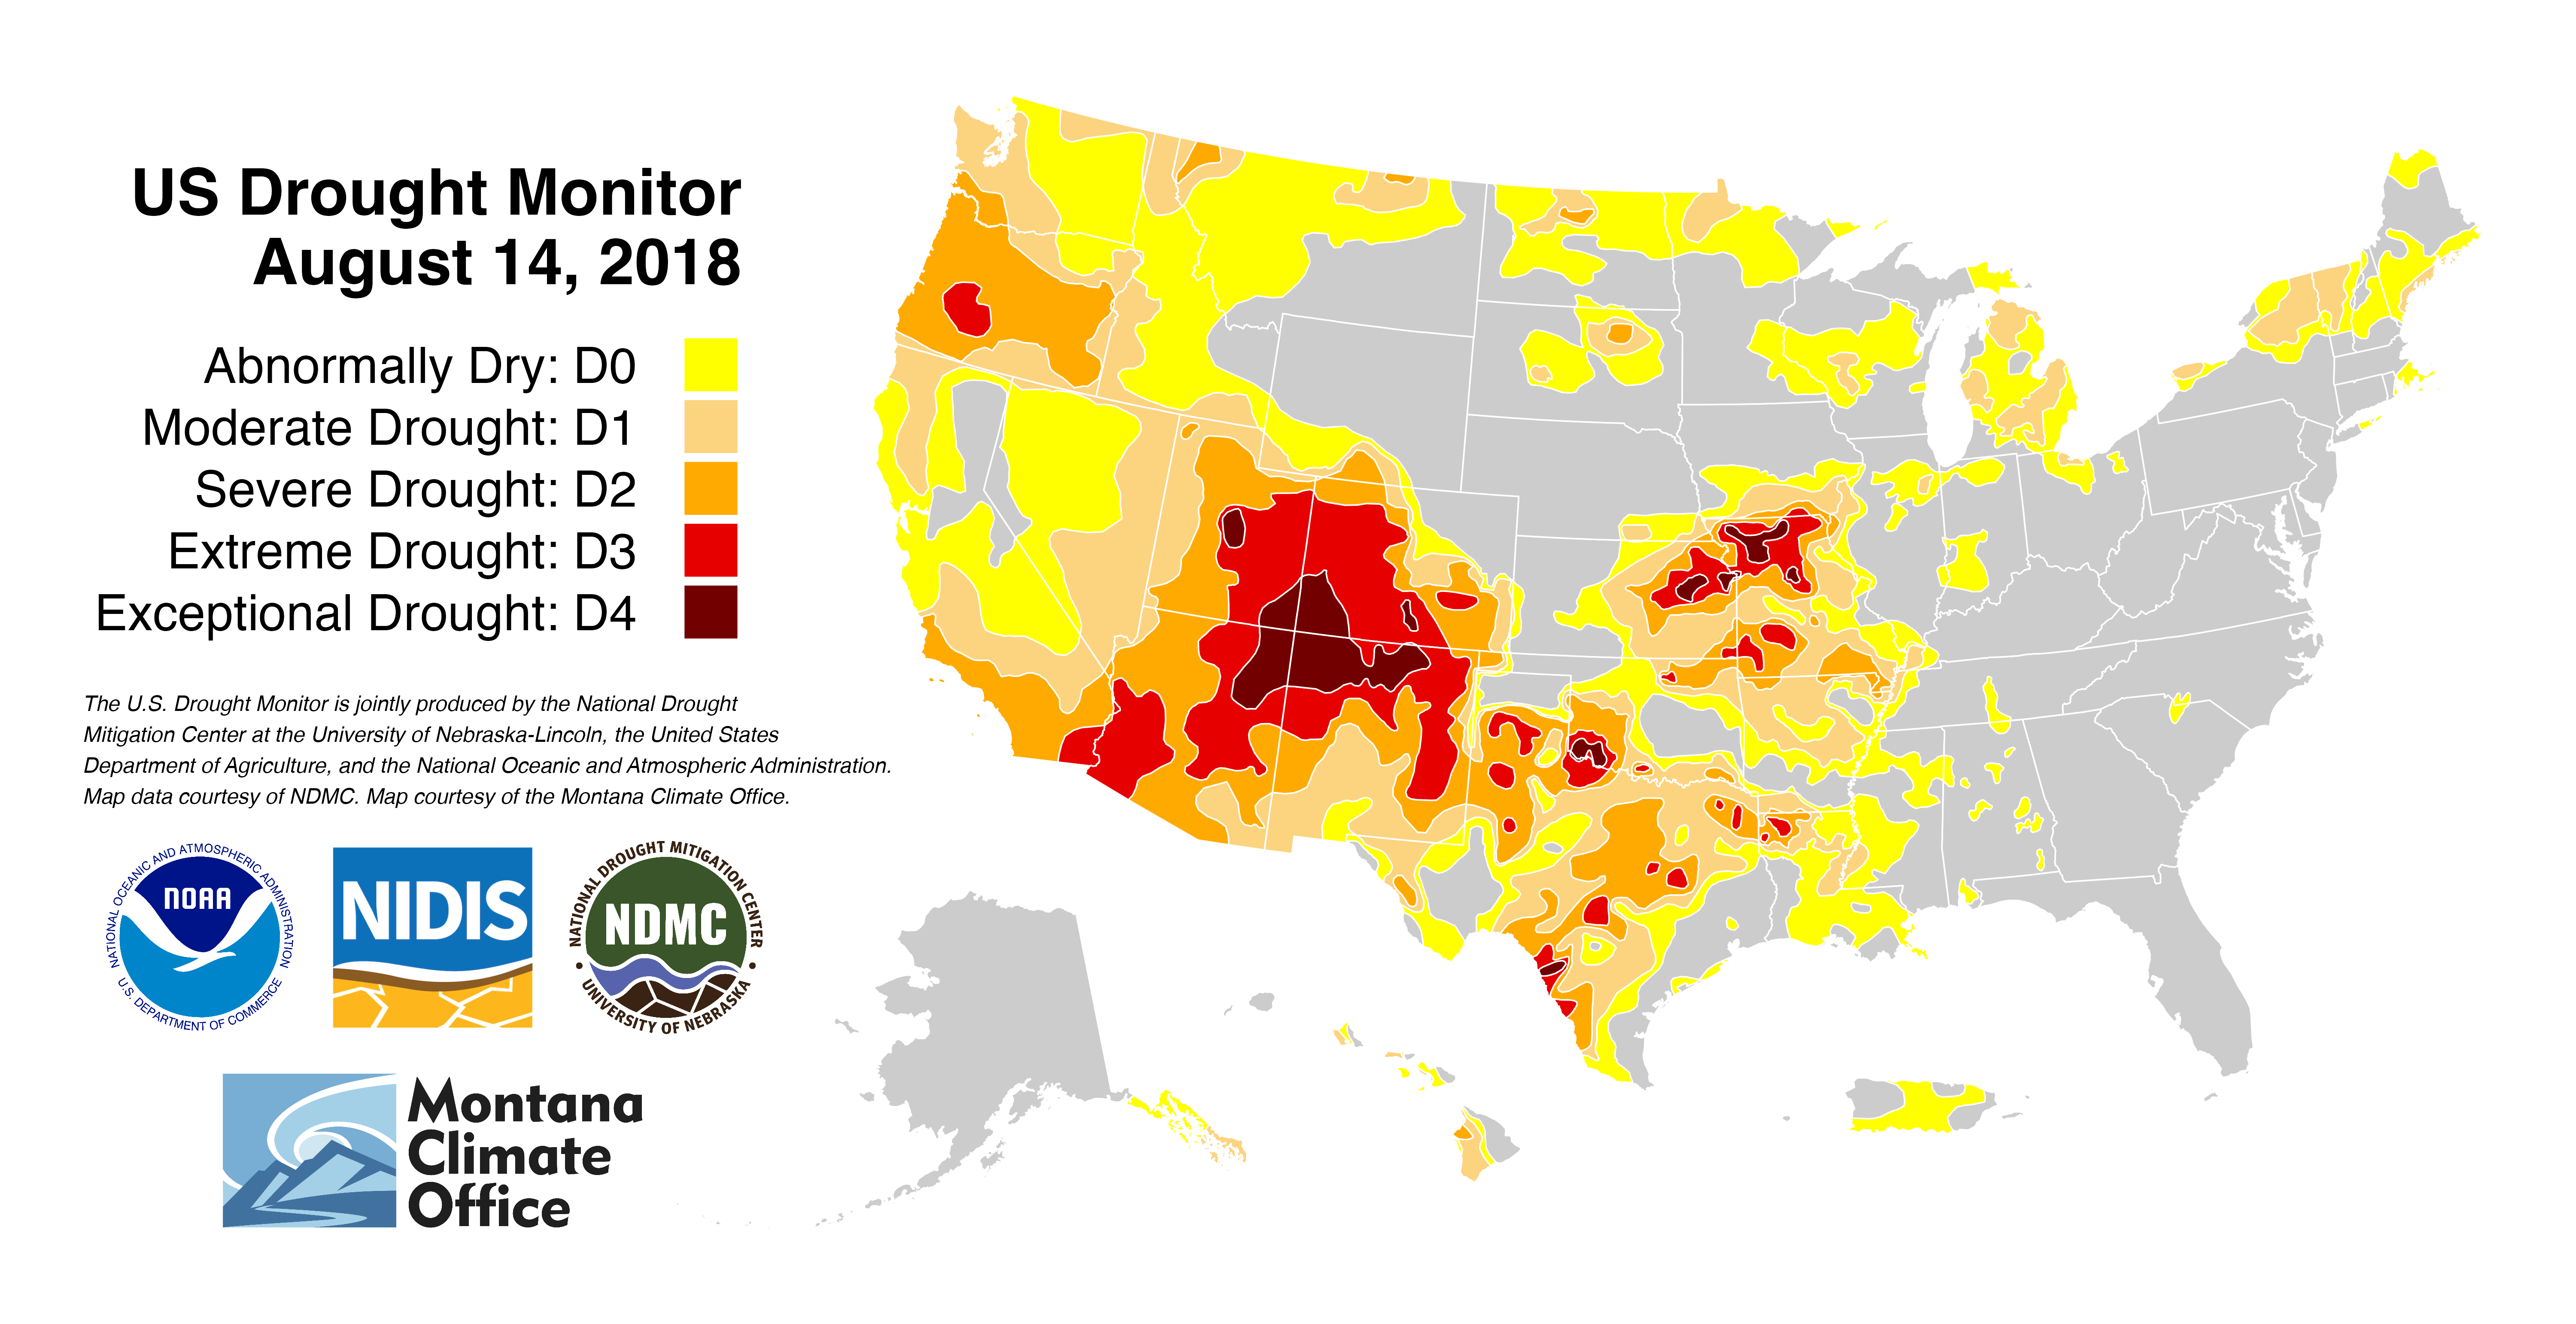 US Drought Monitor
August 14, 2018
Abnormally Dry: D0
Moderate Drought: D1
Severe Drought: D2
Extreme Drought: D3
Exceptional Drought: D4
The U.S. Drought Monitor is jointly produced by the National Drought
Mitigation Center at the University of Nebraska-Lincoln, the United States
Department of Agriculture, and the National Oceanic and Atmospheric Administration.
Map data courtesy of NDMC. Map courtesy of the Montana Climate Office.
NATIONAL OCEANIC AND ATMOSPHERIC ADMINISTRATION
NOAA
U.S. DEPARTMENT OF COMMERCE
NIDIS
NATIONAL DROUGHT MITIGATION CENTER
NDMC
UNIVERSITY OF NEBRASKA
Montana
Climate
Office